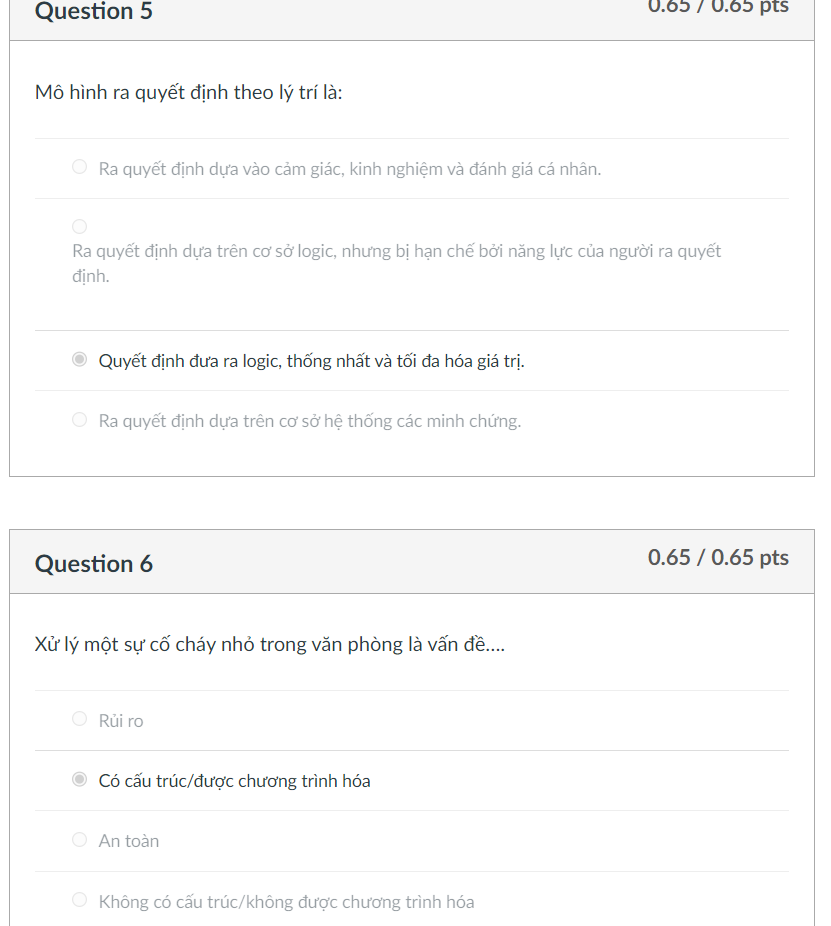 Question 5
0.65 / 0.65 pts
Mô hình ra quyết định theo lý trí là:
Ra quyết định dựa vào cảm giác, kinh nghiệm và đánh giá cá nhân.
Ra quyết định dựa trên cơ sở logic, nhưng bị hạn chế bởi năng lực của người ra quyết
định.
Quyết định đưa ra logic, thống nhất và tối đa hóa giá trị.
Ra quyết định dựa trên cơ sở hệ thống các minh chứng.
Question 6
0.65 / 0.65 pts
Xử lý một sự cố cháy nhỏ trong văn phòng là vấn đề....
Rủi ro
Có cấu trúc/được chương trình hóa
An toàn
Không có cấu trúc/không được chương trình hóa